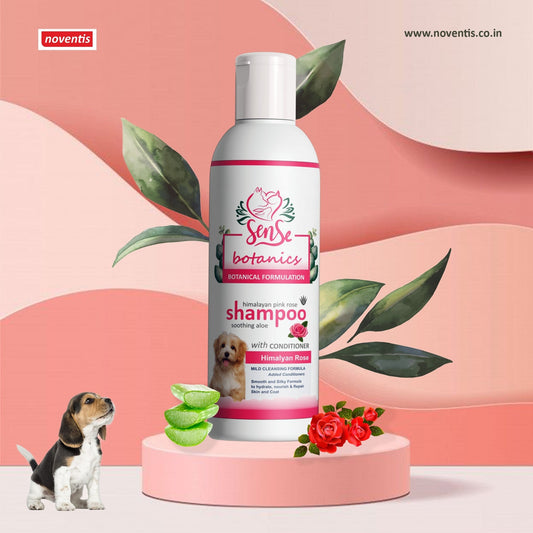 noventis
www.noventis.co.in
Sense
botanics
BOTANICAL FORMULATION
himalayan pink rose
shampoo
soothing aloe
with CONDITIONER
Himalyan Rose
MILD CLEANSING FORMULA
Added Conditioners
Smooth and Silky Formula
to hydrate, nourish & Repair
Skin and Coat